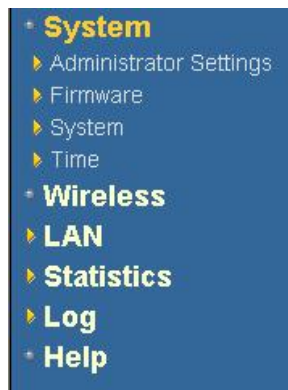 System
Administrator Settings
Firmware
System
Time
Wireless
LAN
Statistics
Log
Help